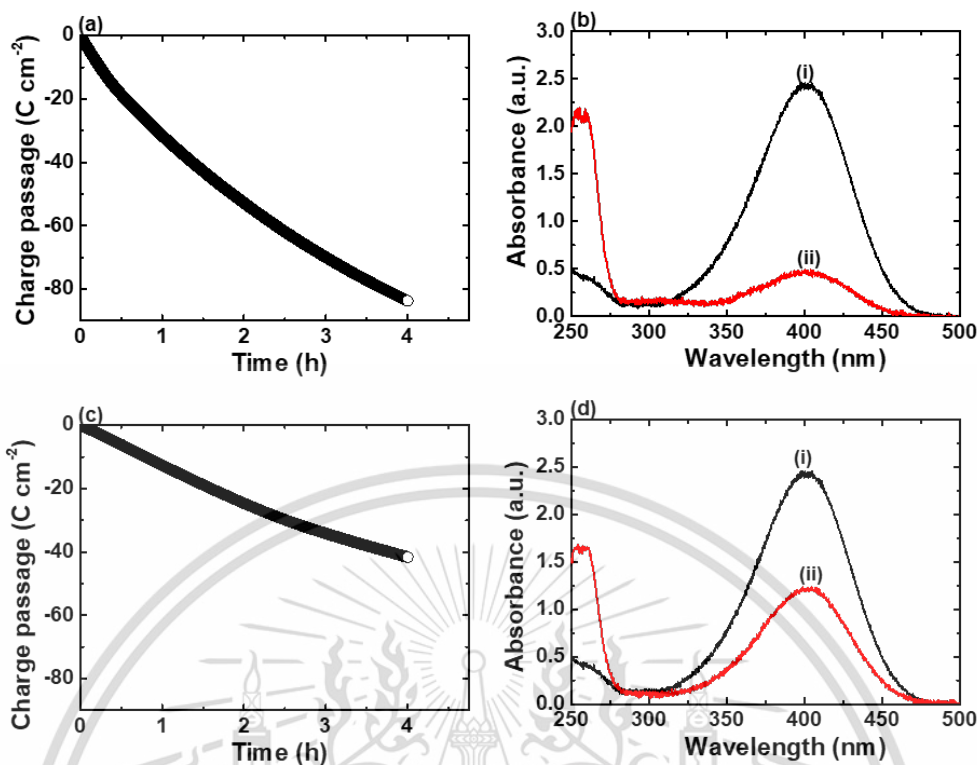 (a)
Charge passage (C cm-2)
0
-20
-40
-60
-80
0 1 2 3 4
Time (h)
(b)
Absorbance (a.u.)
3.0
2.5
2.0
1.5
1.0
0.5
0.0
(i)
(ii)
250 300 350 400 450 500
Wavelength (nm)
(c)
Charge passage (C cm-2)
0
-20
-40
-60
-80
0 1 2 3 4
Time (h)
(d)
Absorbance (a.u.)
3.0
2.5
2.0
1.5
1.0
0.5
0.0
(i)
(ii)
250 300 350 400 450 500
Wavelength (nm)